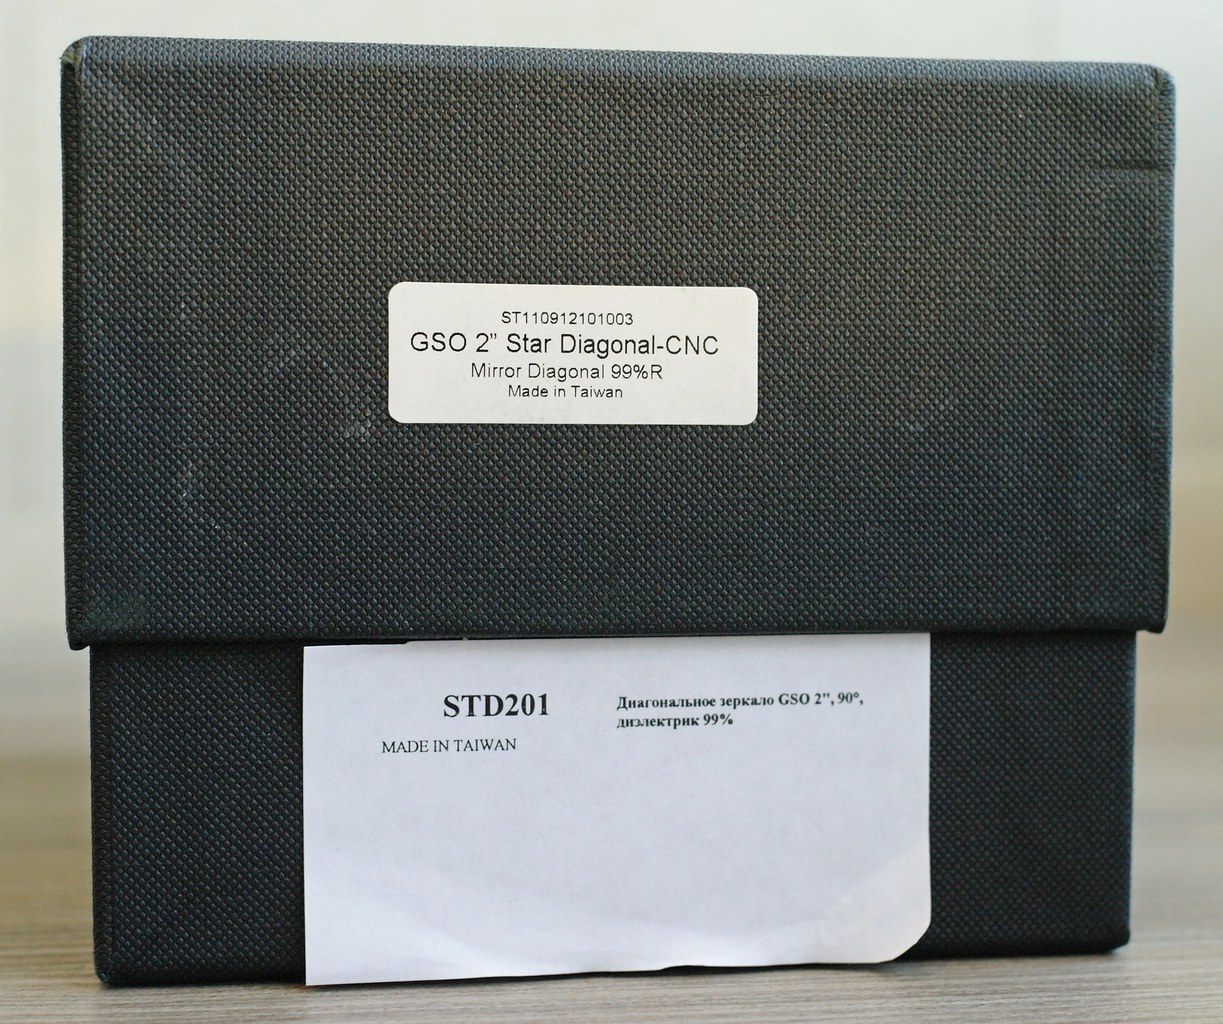 ST110912101003
GSO 2” Star Diagonal-CNC
Mirror Diagonal 99%R
Made in Taiwan
STD201
MADE IN TAIWAN
Диагональное зеркало GSO 2", 90°,
диэлектрик 99%